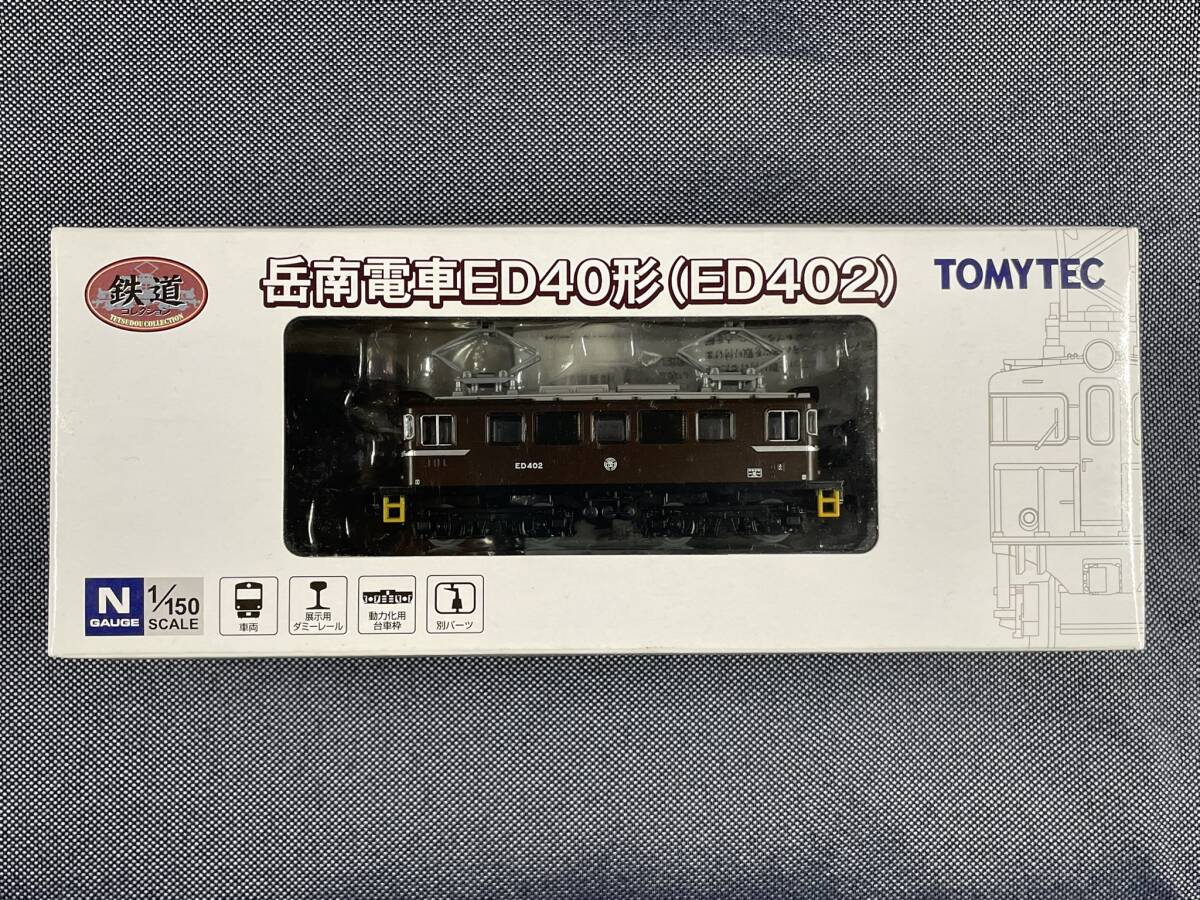 鉄道
コレクション
TETSUDOU COLLECTION
岳南電車ED40形(ED402)
TOMYTEC
ED402
N
GAUGE
1/150
SCALE
車両
展示用
ダミーレール
動力化用
台車枠
別パーツ